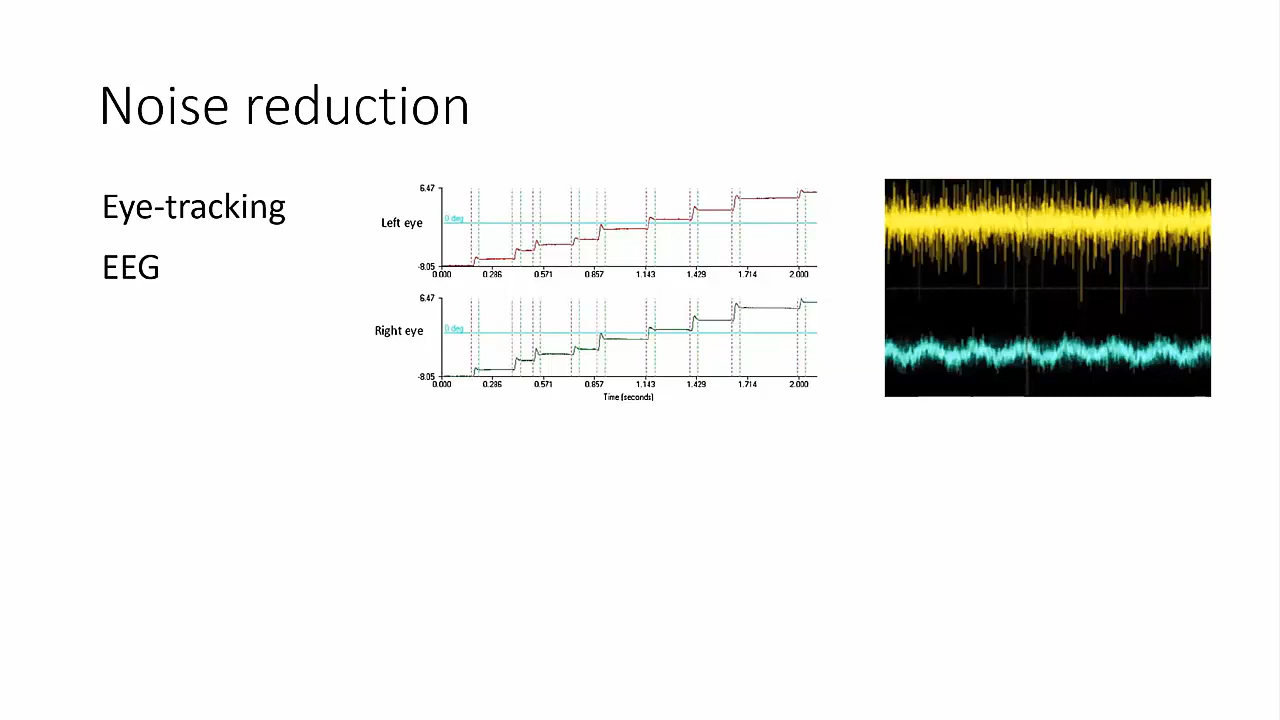 Noise reduction
Eye-tracking
EEG
6.47
Left eye
0 deg
-8.05
0.000 0.286 0.571 0.857 1.143 1.429 1.714 2.000
6.47
Right eye
0 deg
-8.05
0.000 0.286 0.571 0.857 1.143 1.429 1.714 2.000
Time (seconds)